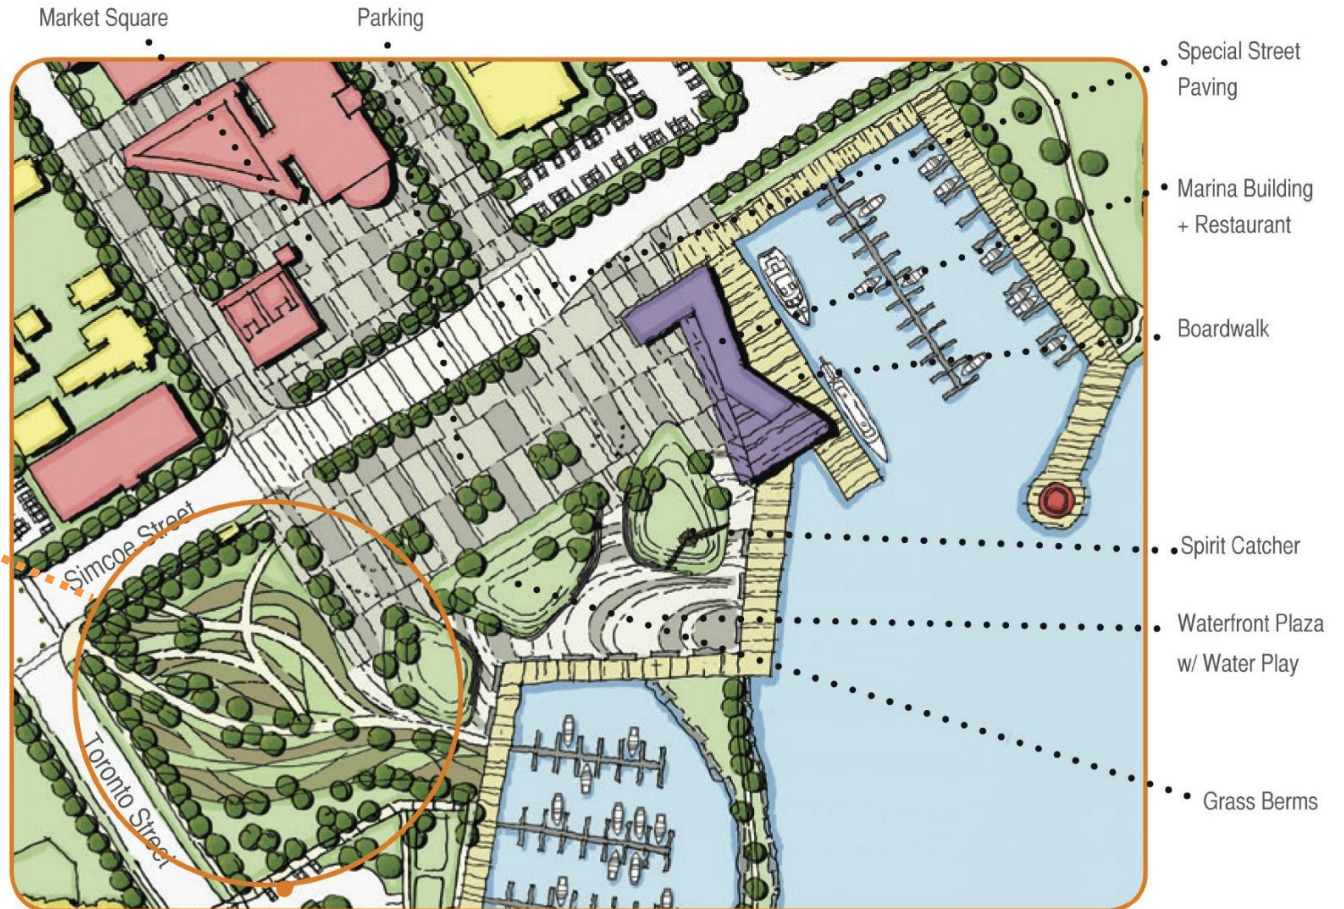 Market Square
Parking
Special Street
Paving
Marina Building
+ Restaurant
Boardwalk
Simcoe Street
Spirit Catcher
Waterfront Plaza
w/ Water Play
Toronto Street
Grass Berms